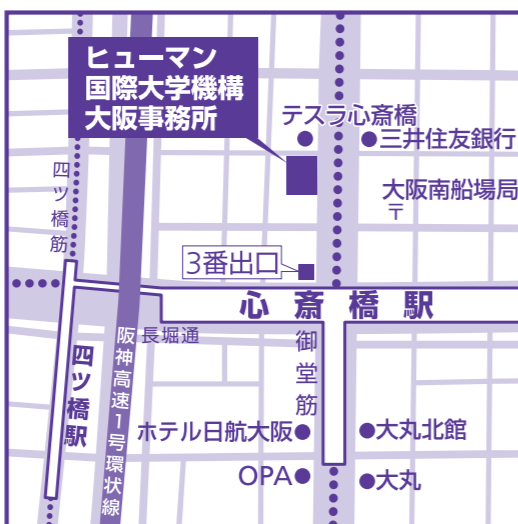 ヒューマン
国際大学機構
大阪事務所
テスラ心斎橋
三井住友銀行
四ツ橋筋
大阪南船場局
〒
3番出口
心斎橋駅
長堀通
御堂筋
四ツ橋駅
阪神高速1号環状線
ホテル日航大阪
大丸北館
OPA
大丸